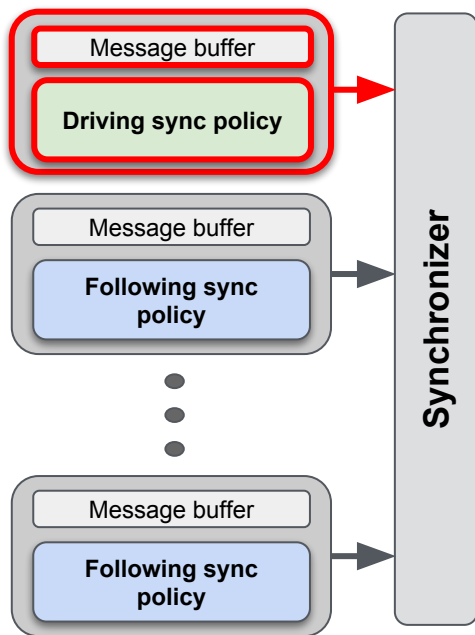 Message buffer
Driving sync policy
Message buffer
Following sync
policy
Message buffer
Following sync
policy
Synchronizer